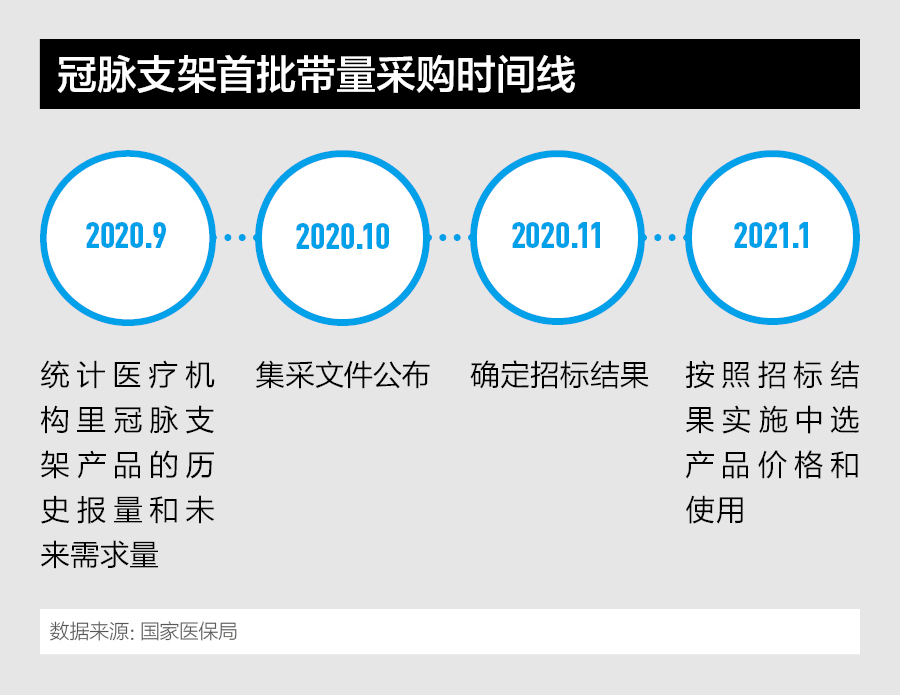 冠脉支架首批带量采购时间线
2020.9
2020.10
2020.11
2021.1
统计医疗机
构里冠脉支
架产品的历
史报量和未
来需求量
集采文件公布
确定招标结果
按照招标结
果实施中选
产品价格和
使用
数据来源: 国家医保局